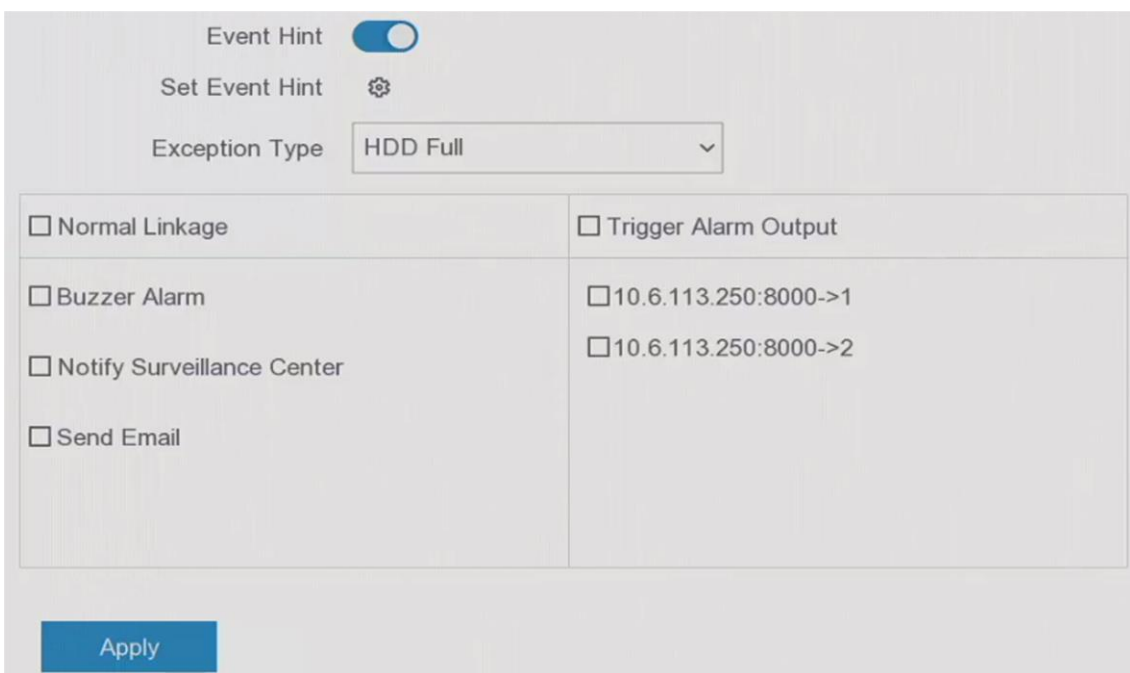 Event Hint
Set Event Hint
Exception Type HDD Full
Normal Linkage
Trigger Alarm Output
Buzzer Alarm
10.6.113.250:8000->1
10.6.113.250:8000->2
Notify Surveillance Center
Send Email
Apply